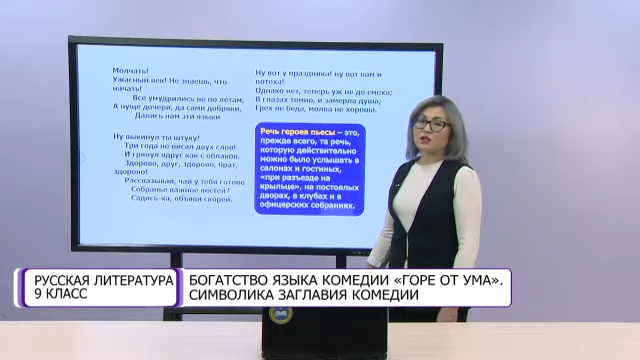 Молчать!
Ужасный век! Не знаешь, что
начать!
Все умудрились не по ле́там,
А пуще дочери, да сами добряки,
Дались нам эти языки
Ну выкинул ты штуку!
Три года не писал двух слов!
И грянул вдруг как с облаков.
Здорово, друг, здорово, брат,
здорово!
Рассказывай, чай у тебя готово
Собранье важное вестей?
Садись-ка, объяви скорей.
Ну вот у праздника! ну вот вам и
потеха!
Однако нет, теперь уж не до смеха;
В глазах темно, и замерла душа;
Грех не беда, молва не хороша.
Речь героев пьесы – это,
прежде всего, та речь,
которую действительно
можно было услышать в
салонах и гостиных,
«при разъезде на
крыльце», на постоялых
дворах, в клубах и в
офицерских собраниях.
РУССКАЯ ЛИТЕРАТУРА
9 КЛАСС
БОГАТСТВО ЯЗЫКА КОМЕДИИ «ГОРЕ ОТ УМА».
СИМВОЛИКА ЗАГЛАВИЯ КОМЕДИИ